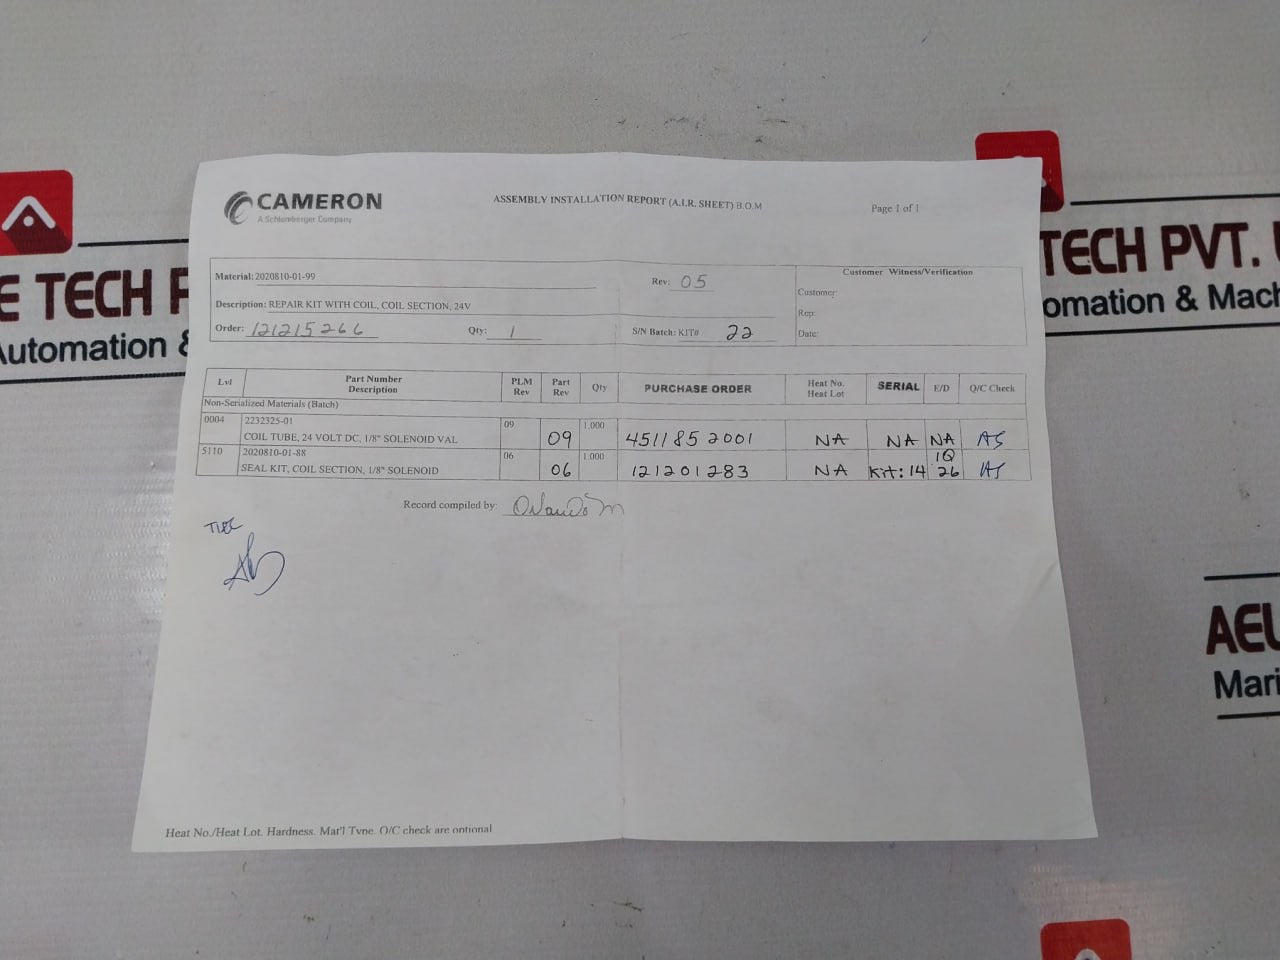 CAMERON
A Schlumberger Company
ASSEMBLY INSTALLATION REPORT (A.I.R. SHEET) B.O.M
Page 1 of 1
Material: 2020810-01-99
Rev: 05
Customer Witness/Verification
Customer:
Description: REPAIR KIT WITH COIL, COIL SECTION, 24V
Rep:
Order: 121215266 Qty: 1 S/N Batch: KIT# 22
Date:
Lvl Part Number Description PLM Rev Part Rev Qty PURCHASE ORDER Heat No. Heat Lot SERIAL E/D Q/C Check
Non-Serialized Materials (Batch)
0004 2232325-01 09 1.000
COIL TUBE, 24 VOLT DC, 1/8" SOLENOID VAL 09 4511852001 NA NA NA AS
5110 2020810-01-88 06 1.000 1Q
SEAL KIT, COIL SECTION, 1/8" SOLENOID 06 121201283 NA Kit: 14 26 AS
Record compiled by: Orlando M
Heat No./Heat Lot, Hardness, Mat'l Type, Q/C check are optional
E TECH P
Automation &
TECH PVT.
omation & Mach
AEL
Mari